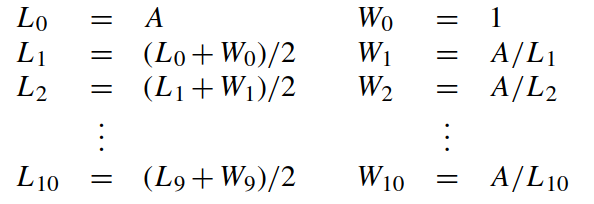 L₀ = A W₀ = 1
L₁ = (L₀ + W₀)/2 W₁ = A/L₁
L₂ = (L₁ + W₁)/2 W₂ = A/L₂
⋮ ⋮
L₁₀ = (L₉ + W₉)/2 W₁₀ = A/L₁₀